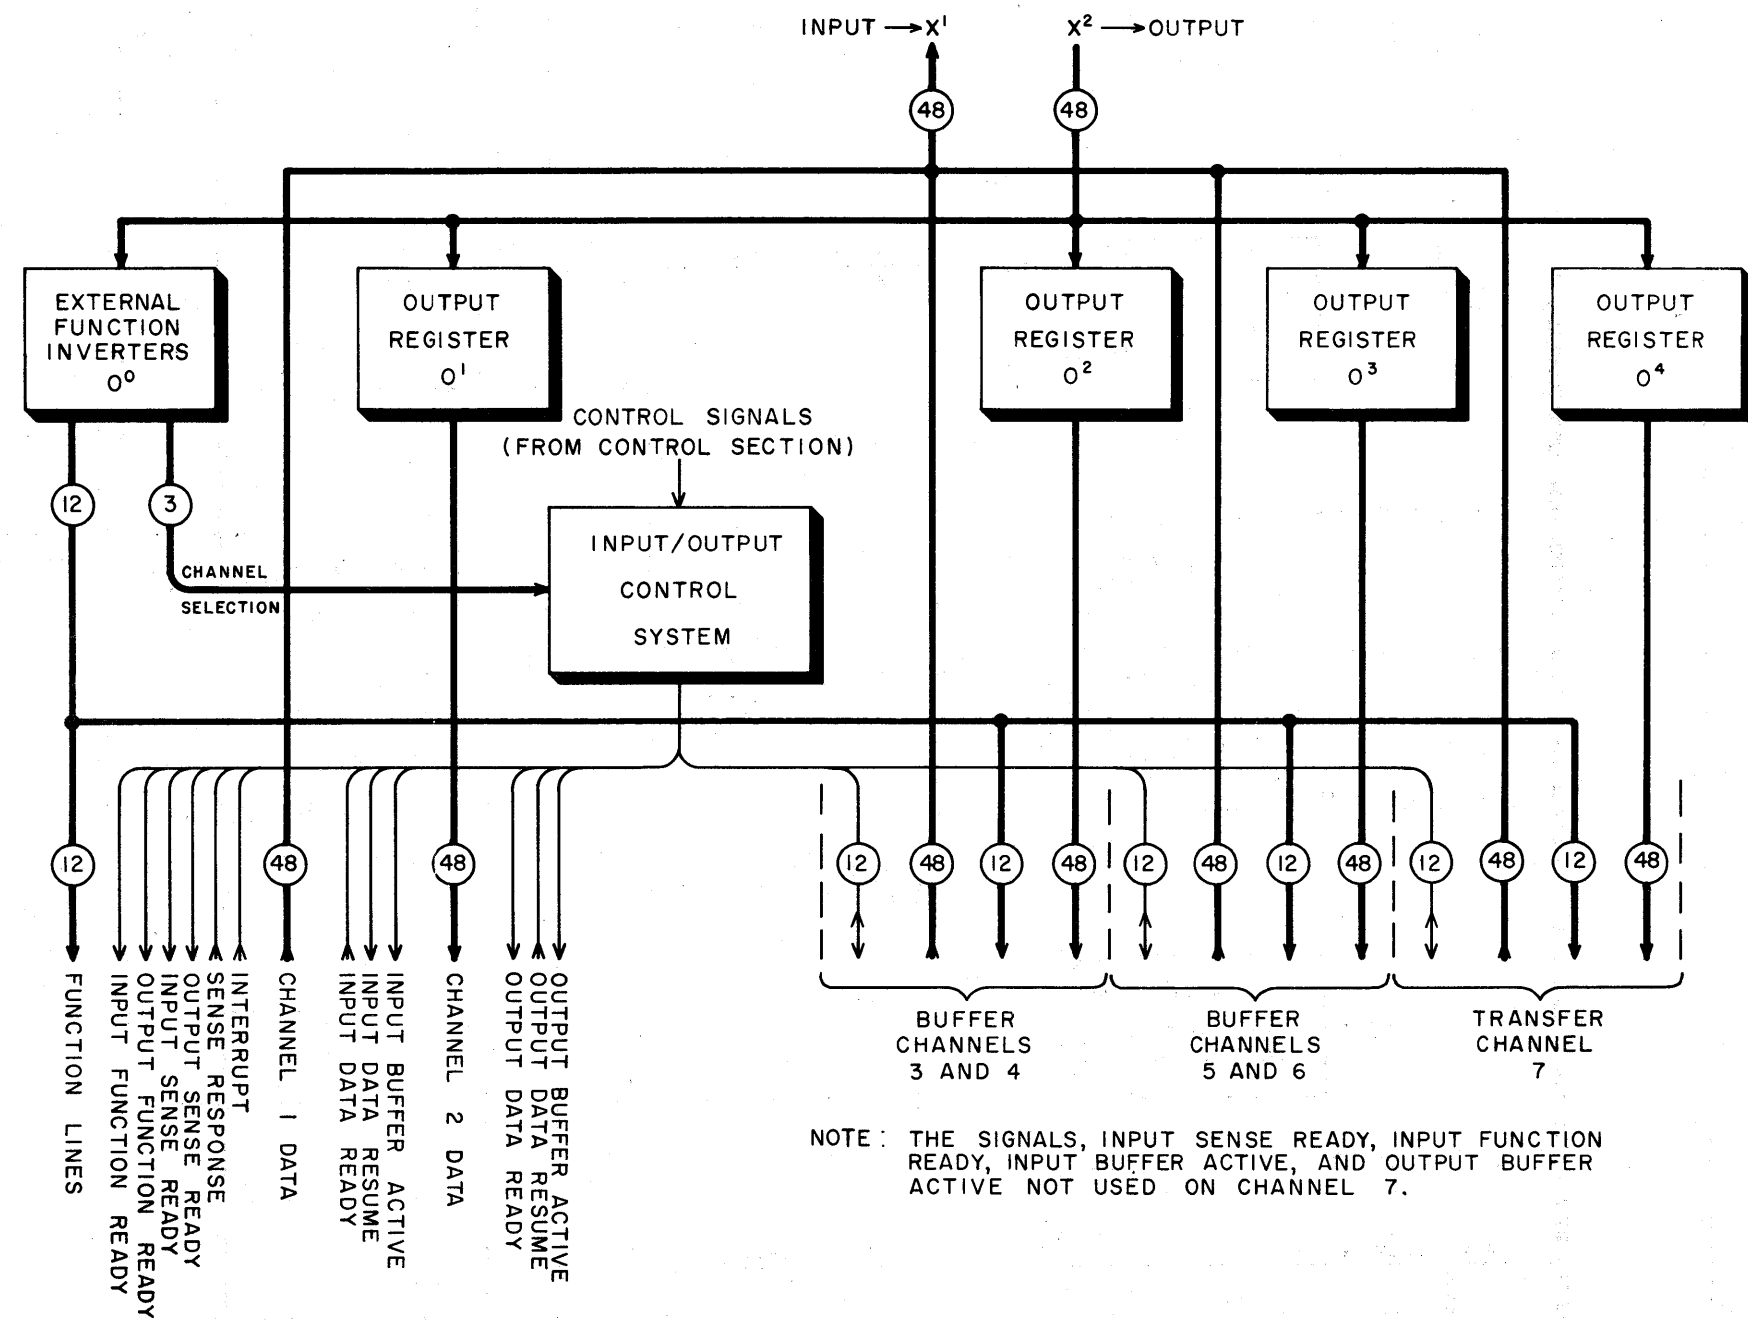 INPUT → X¹
X² → OUTPUT
48
48
EXTERNAL
FUNCTION
INVERTERS
O⁰
OUTPUT
REGISTER
O¹
OUTPUT
REGISTER
O²
OUTPUT
REGISTER
O³
OUTPUT
REGISTER
O⁴
CONTROL SIGNALS
(FROM CONTROL SECTION)
12
3
CHANNEL
SELECTION
INPUT/OUTPUT
CONTROL
SYSTEM
12
48
48
12
48
12
48
12
48
12
48
12
48
12
48
FUNCTION LINES
INPUT FUNCTION READY
OUTPUT FUNCTION READY
INPUT SENSE READY
OUTPUT SENSE READY
SENSE RESPONSE
INTERRUPT
CHANNEL 1 DATA
INPUT DATA READY
INPUT DATA RESUME
INPUT BUFFER ACTIVE
CHANNEL 2 DATA
OUTPUT DATA READY
OUTPUT DATA RESUME
OUTPUT BUFFER ACTIVE
BUFFER
CHANNELS
3 AND 4
BUFFER
CHANNELS
5 AND 6
TRANSFER
CHANNEL
7
NOTE: THE SIGNALS, INPUT SENSE READY, INPUT FUNCTION
READY, INPUT BUFFER ACTIVE, AND OUTPUT BUFFER
ACTIVE NOT USED ON CHANNEL 7.